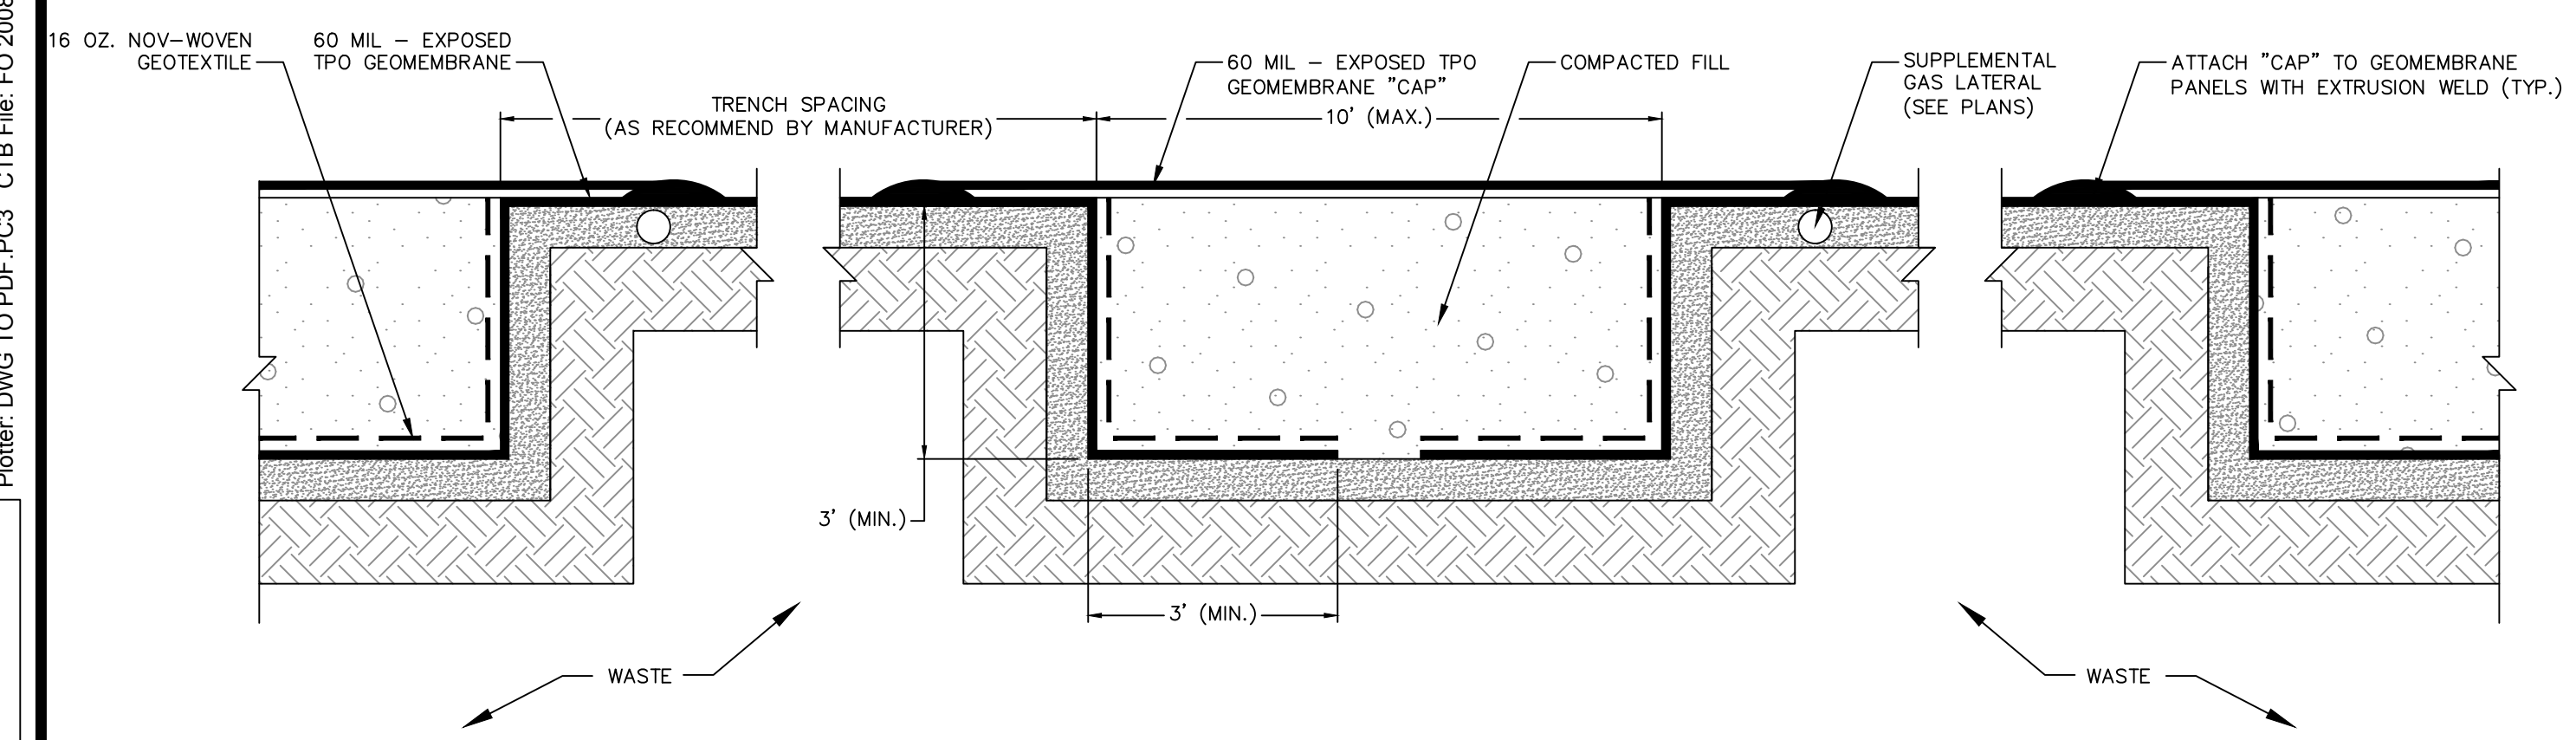 Plotter: DWG TO PDF.PC3 CTB File: FO 2008
16 OZ. NOV-WOVEN
GEOTEXTILE
60 MIL - EXPOSED
TPO GEOMEMBRANE
TRENCH SPACING
(AS RECOMMEND BY MANUFACTURER)
60 MIL - EXPOSED TPO
GEOMEMBRANE "CAP"
10' (MAX.)
COMPACTED FILL
SUPPLEMENTAL
GAS LATERAL
(SEE PLANS)
ATTACH "CAP" TO GEOMEMBRANE
PANELS WITH EXTRUSION WELD (TYP.)
3' (MIN.)
3' (MIN.)
WASTE
WASTE